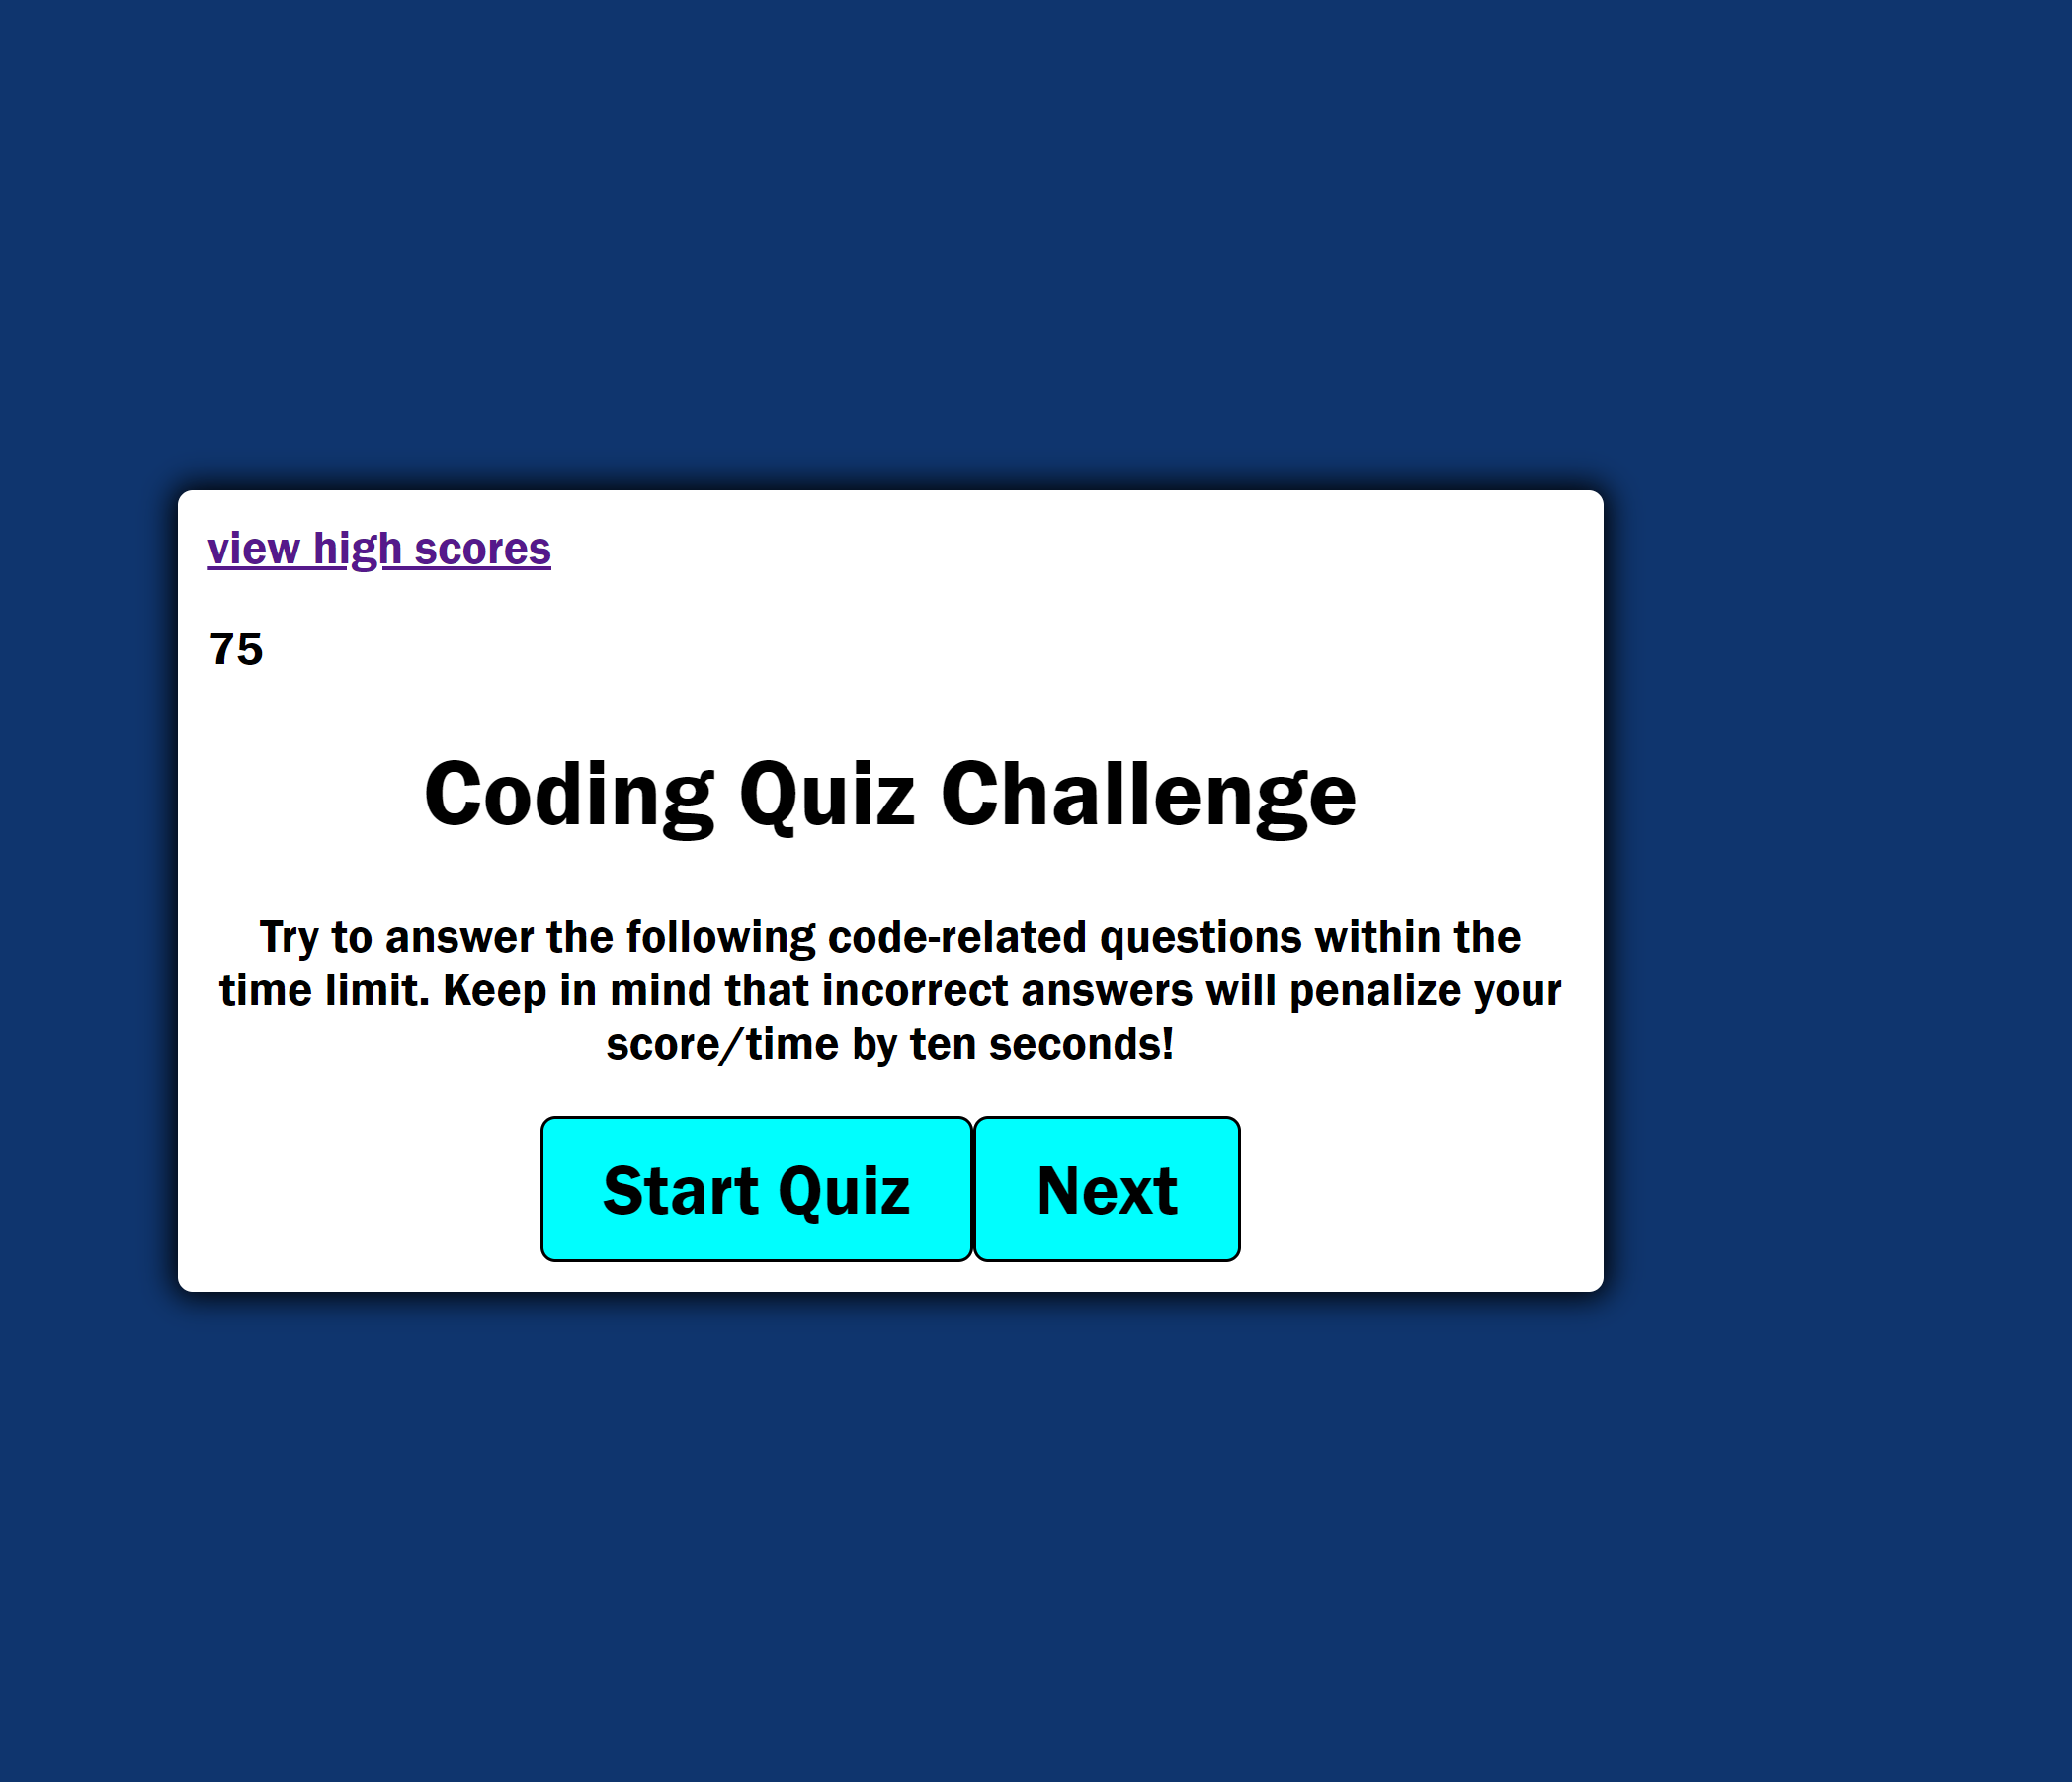 view high scores
75
Coding Quiz Challenge
Try to answer the following code-related questions within the
time limit. Keep in mind that incorrect answers will penalize your
score/time by ten seconds!
Start Quiz Next